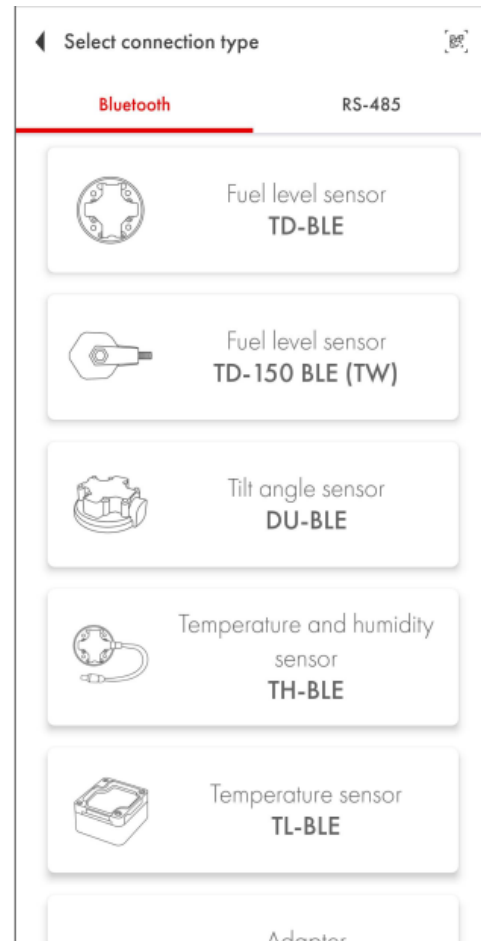 Select connection type
Bluetooth
RS-485
Fuel level sensor
TD-BLE
Fuel level sensor
TD-150 BLE (TW)
Tilt angle sensor
DU-BLE
Temperature and humidity
sensor
TH-BLE
Temperature sensor
TL-BLE
Adapter